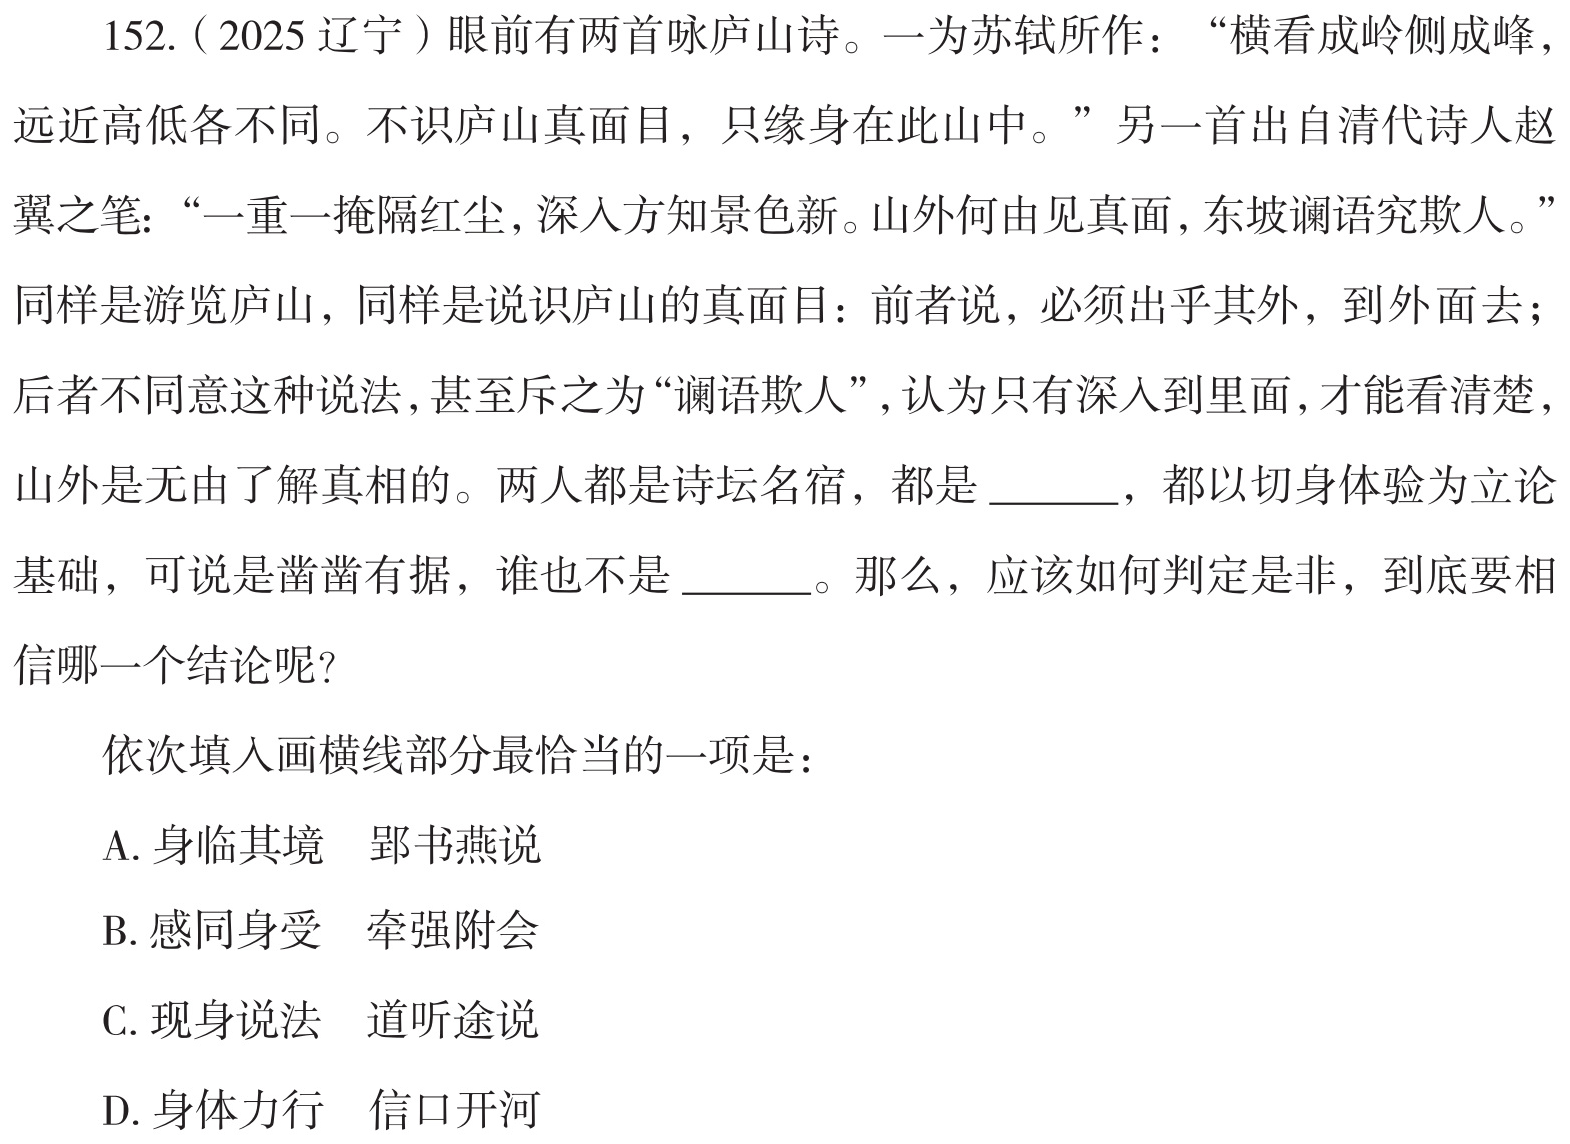 152.（2025 辽宁）眼前有两首咏庐山诗。一为苏轼所作：“横看成岭侧成峰，
远近高低各不同。不识庐山真面目，只缘身在此山中。”另一首出自清代诗人赵
翼之笔：“一重一掩隔红尘，深入方知景色新。山外何由见真面，东坡谰语究欺人。”
同样是游览庐山，同样是说识庐山的真面目：前者说，必须出乎其外，到外面去；
后者不同意这种说法，甚至斥之为“谰语欺人”，认为只有深入到里面，才能看清楚，
山外是无由了解真相的。两人都是诗坛名宿，都是______，都以切身体验为立论
基础，可说是凿凿有据，谁也不是______。那么，应该如何判定是非，到底要相
信哪一个结论呢？
依次填入画横线部分最恰当的一项是：
A. 身临其境　郢书燕说
B. 感同身受　牵强附会
C. 现身说法　道听途说
D. 身体力行　信口开河